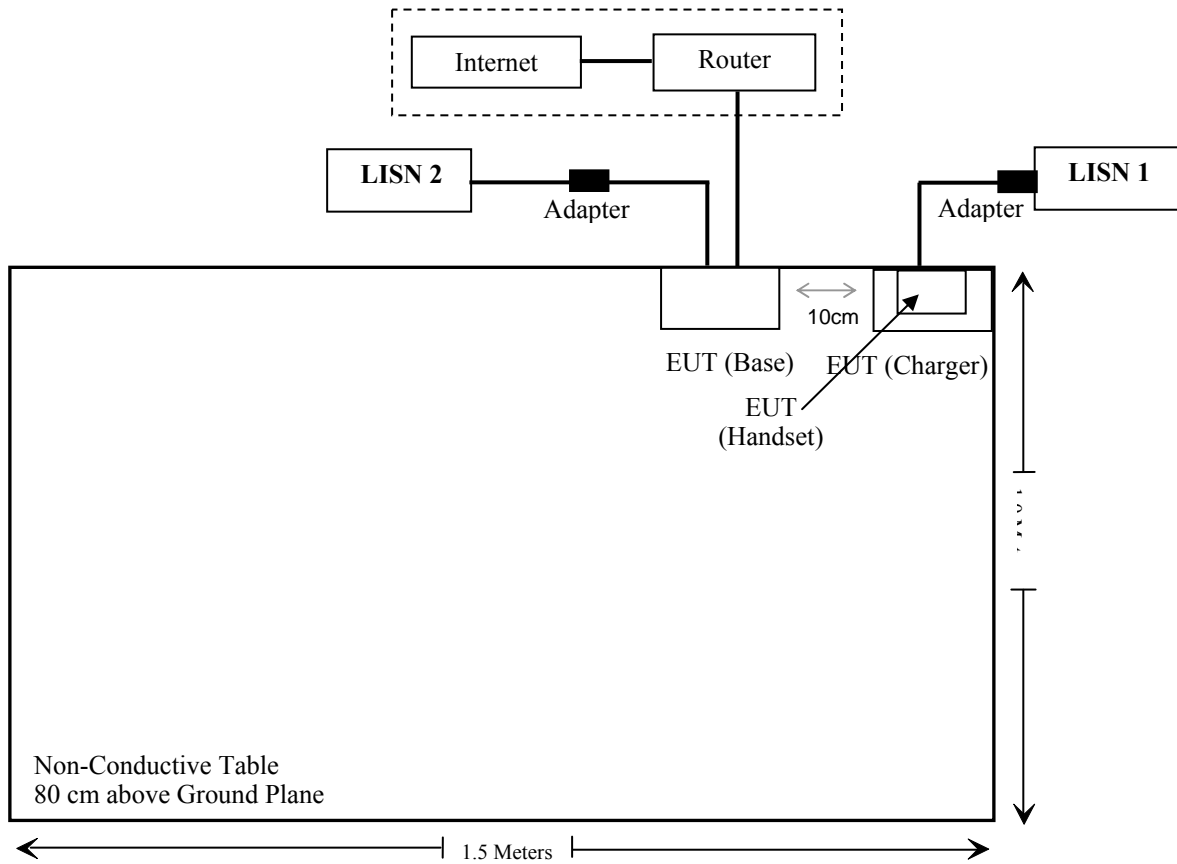 Internet
Router
LISN 2
LISN 1
Adapter
Adapter
10cm
EUT (Base)
EUT (Charger)
EUT
(Handset)
Non-Conductive Table
80 cm above Ground Plane
1.5 Meters